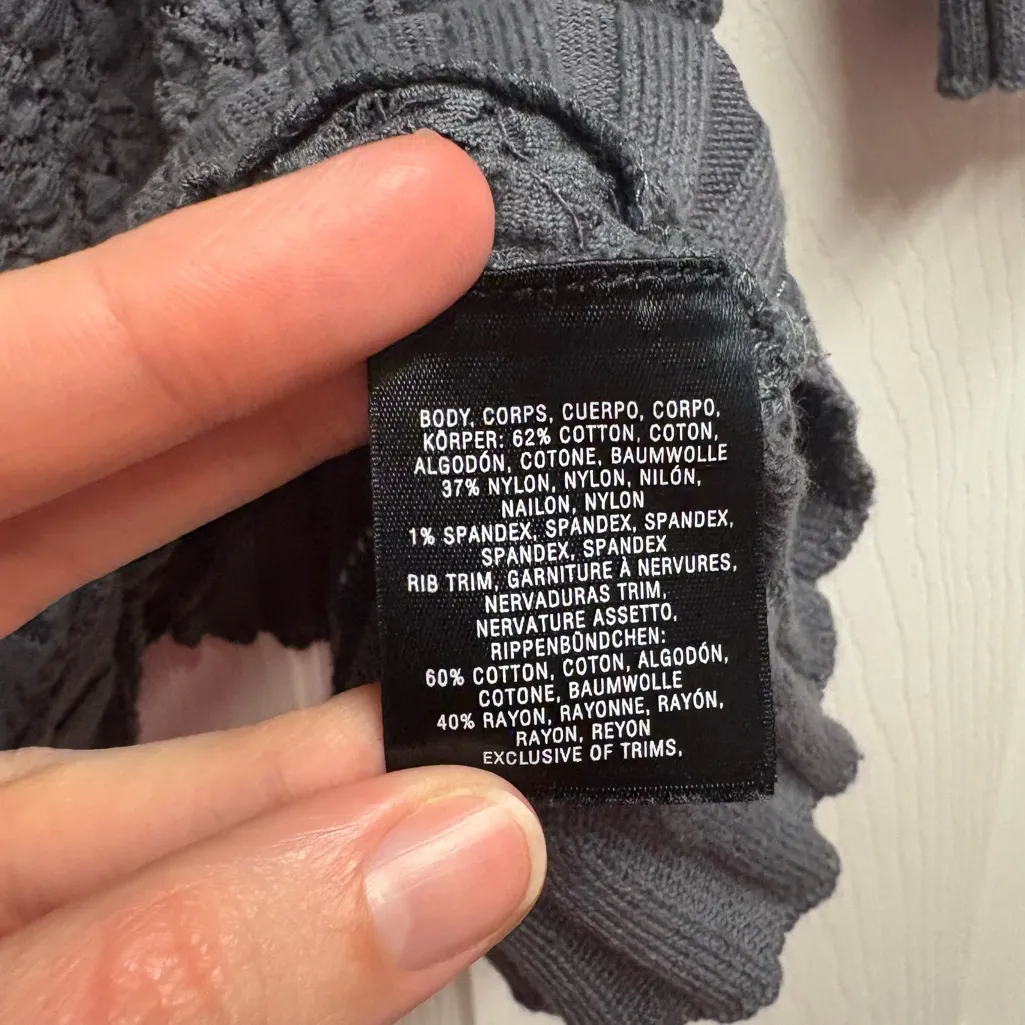 BODY, CORPS, CUERPO, CORPO,
KÖRPER: 62% COTTON, COTON,
ALGODÓN, COTONE, BAUMWOLLE
37% NYLON, NYLON, NILÓN,
NAILON, NYLON
1% SPANDEX, SPANDEX, SPANDEX,
SPANDEX, SPANDEX
RIB TRIM, GARNITURE À NERVURES,
NERVADURAS TRIM,
NERVATURE ASSETTO,
RIPPENBÜNDCHEN:
60% COTTON, COTON, ALGODÓN,
COTONE, BAUMWOLLE
40% RAYON, RAYONNE, RAYÓN,
RAYON, REYON
EXCLUSIVE OF TRIMS,